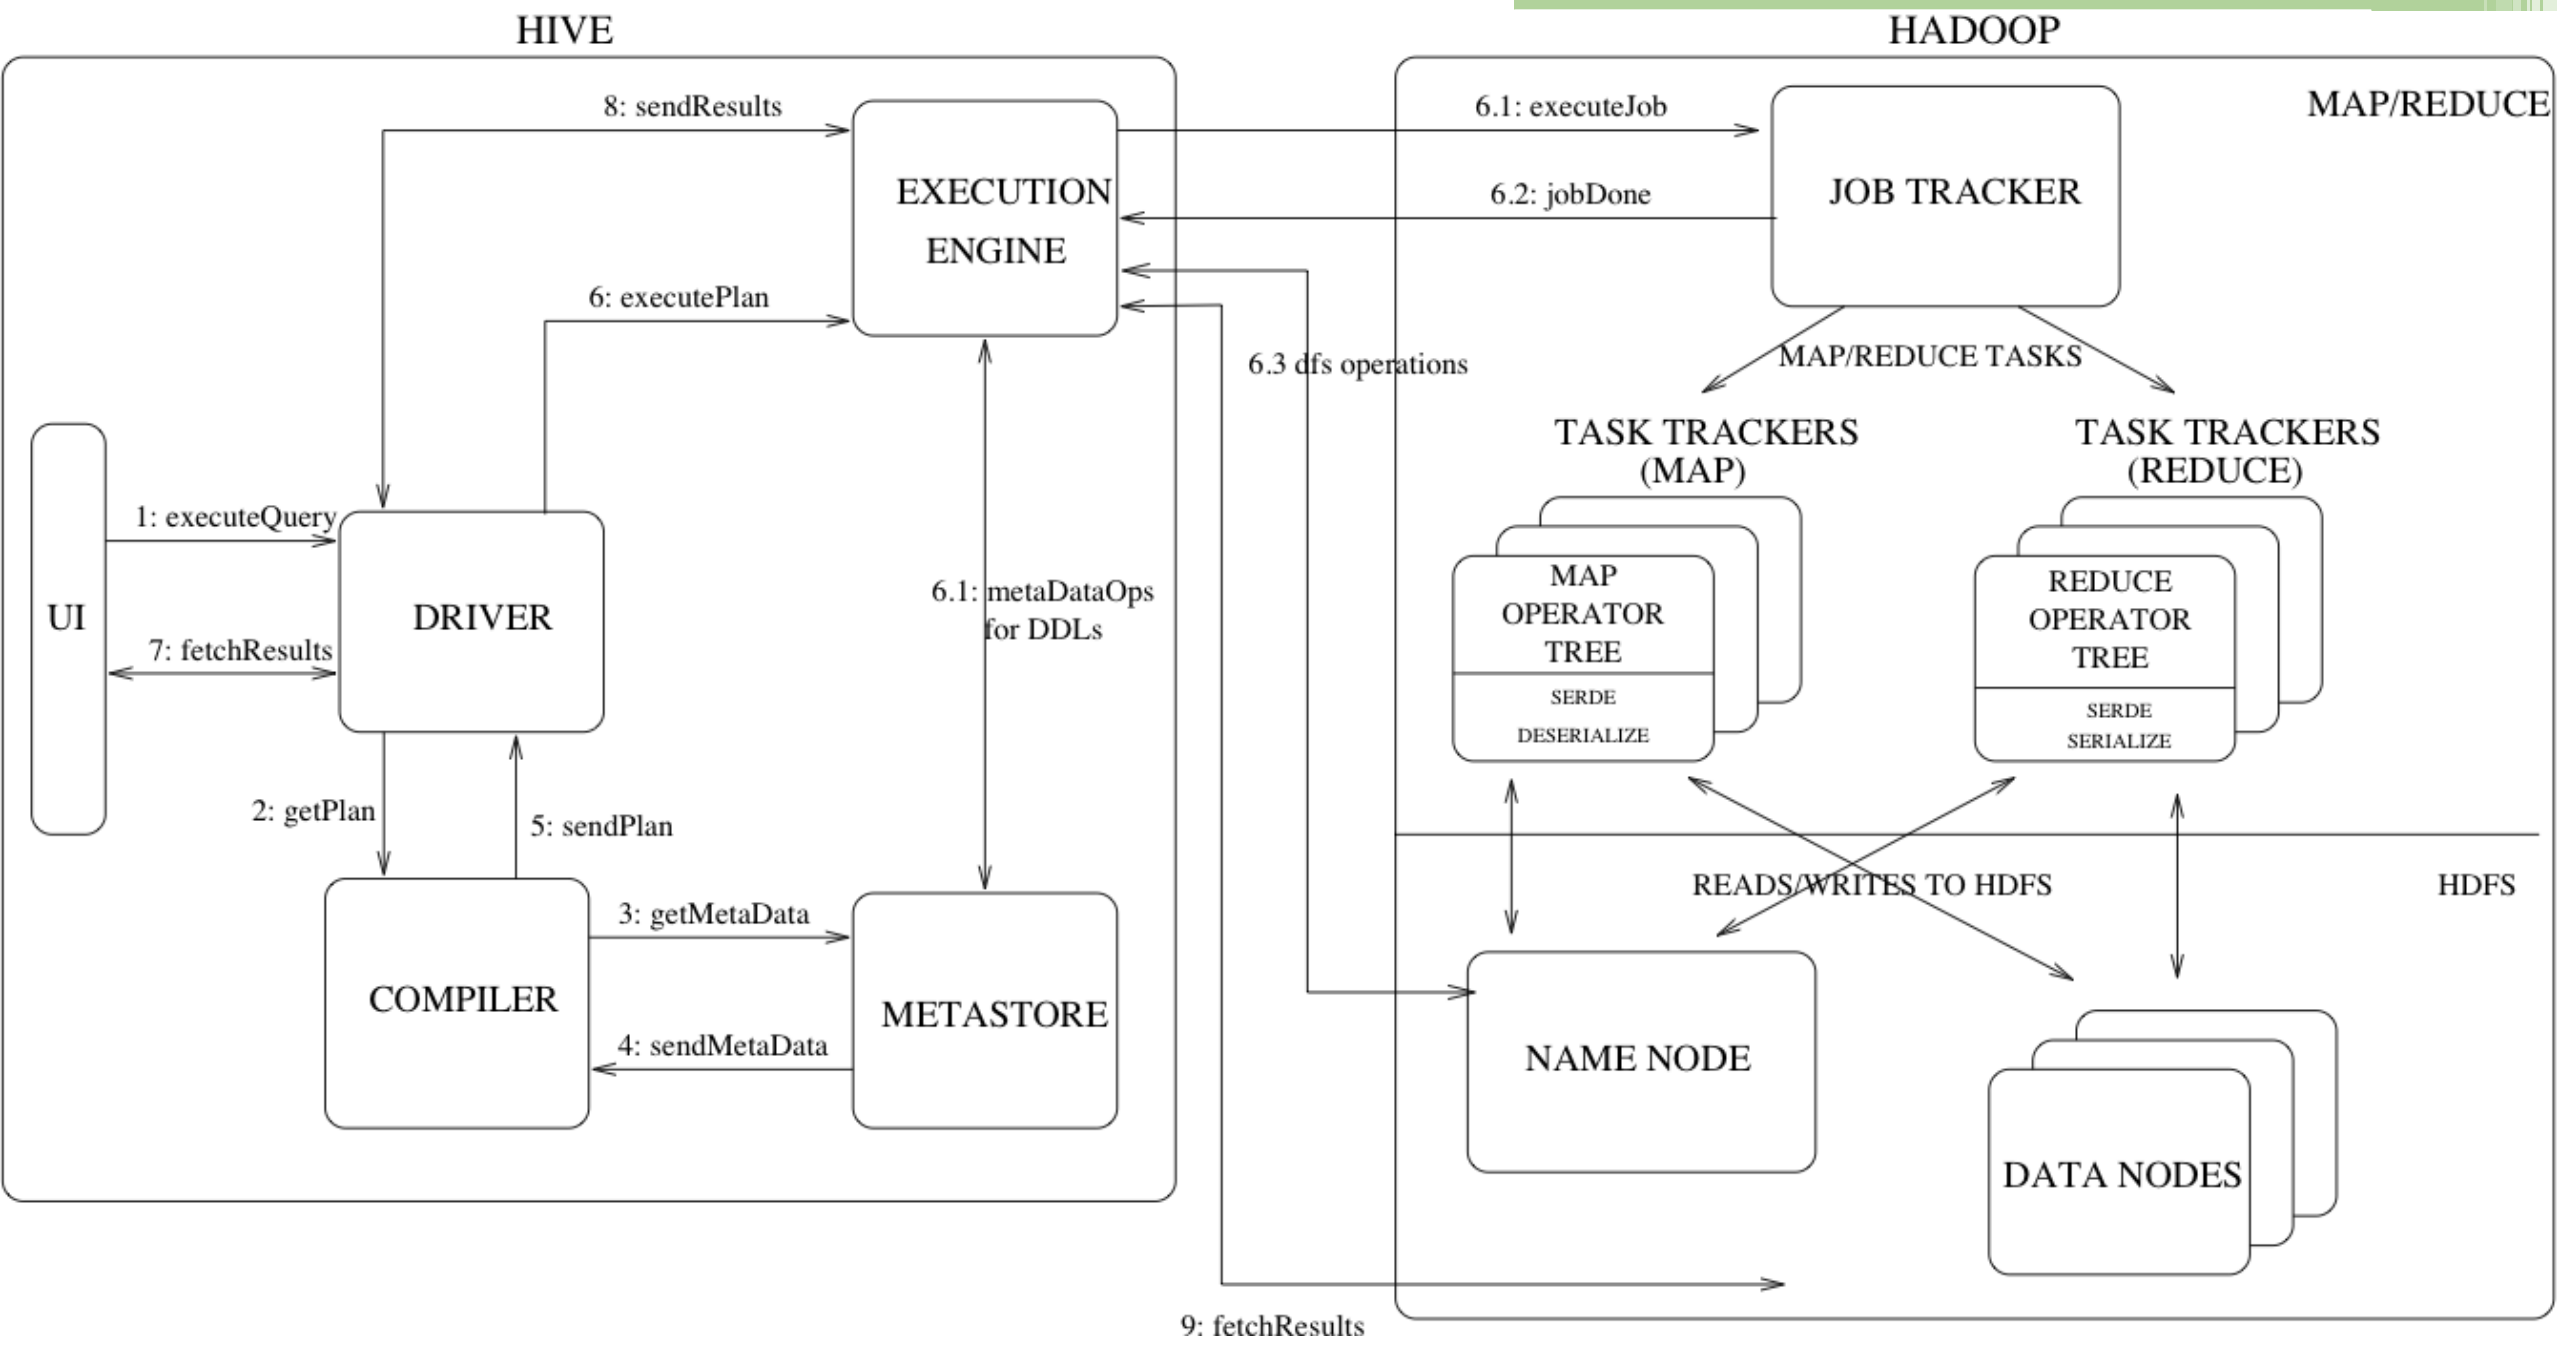 HIVE
HADOOP
MAP/REDUCE
8: sendResults
EXECUTION
ENGINE
6.1: executeJob
6.2: jobDone
JOB TRACKER
6: executePlan
6.3 dfs operations
MAP/REDUCE TASKS
TASK TRACKERS
(MAP)
TASK TRACKERS
(REDUCE)
UI
1: executeQuery
DRIVER
7: fetchResults
6.1: metaDataOps
for DDLs
MAP
OPERATOR
TREE
SERDE
DESERIALIZE
REDUCE
OPERATOR
TREE
SERDE
SERIALIZE
2: getPlan
5: sendPlan
READS/WRITES TO HDFS
HDFS
COMPILER
3: getMetaData
4: sendMetaData
METASTORE
NAME NODE
DATA NODES
9: fetchResults